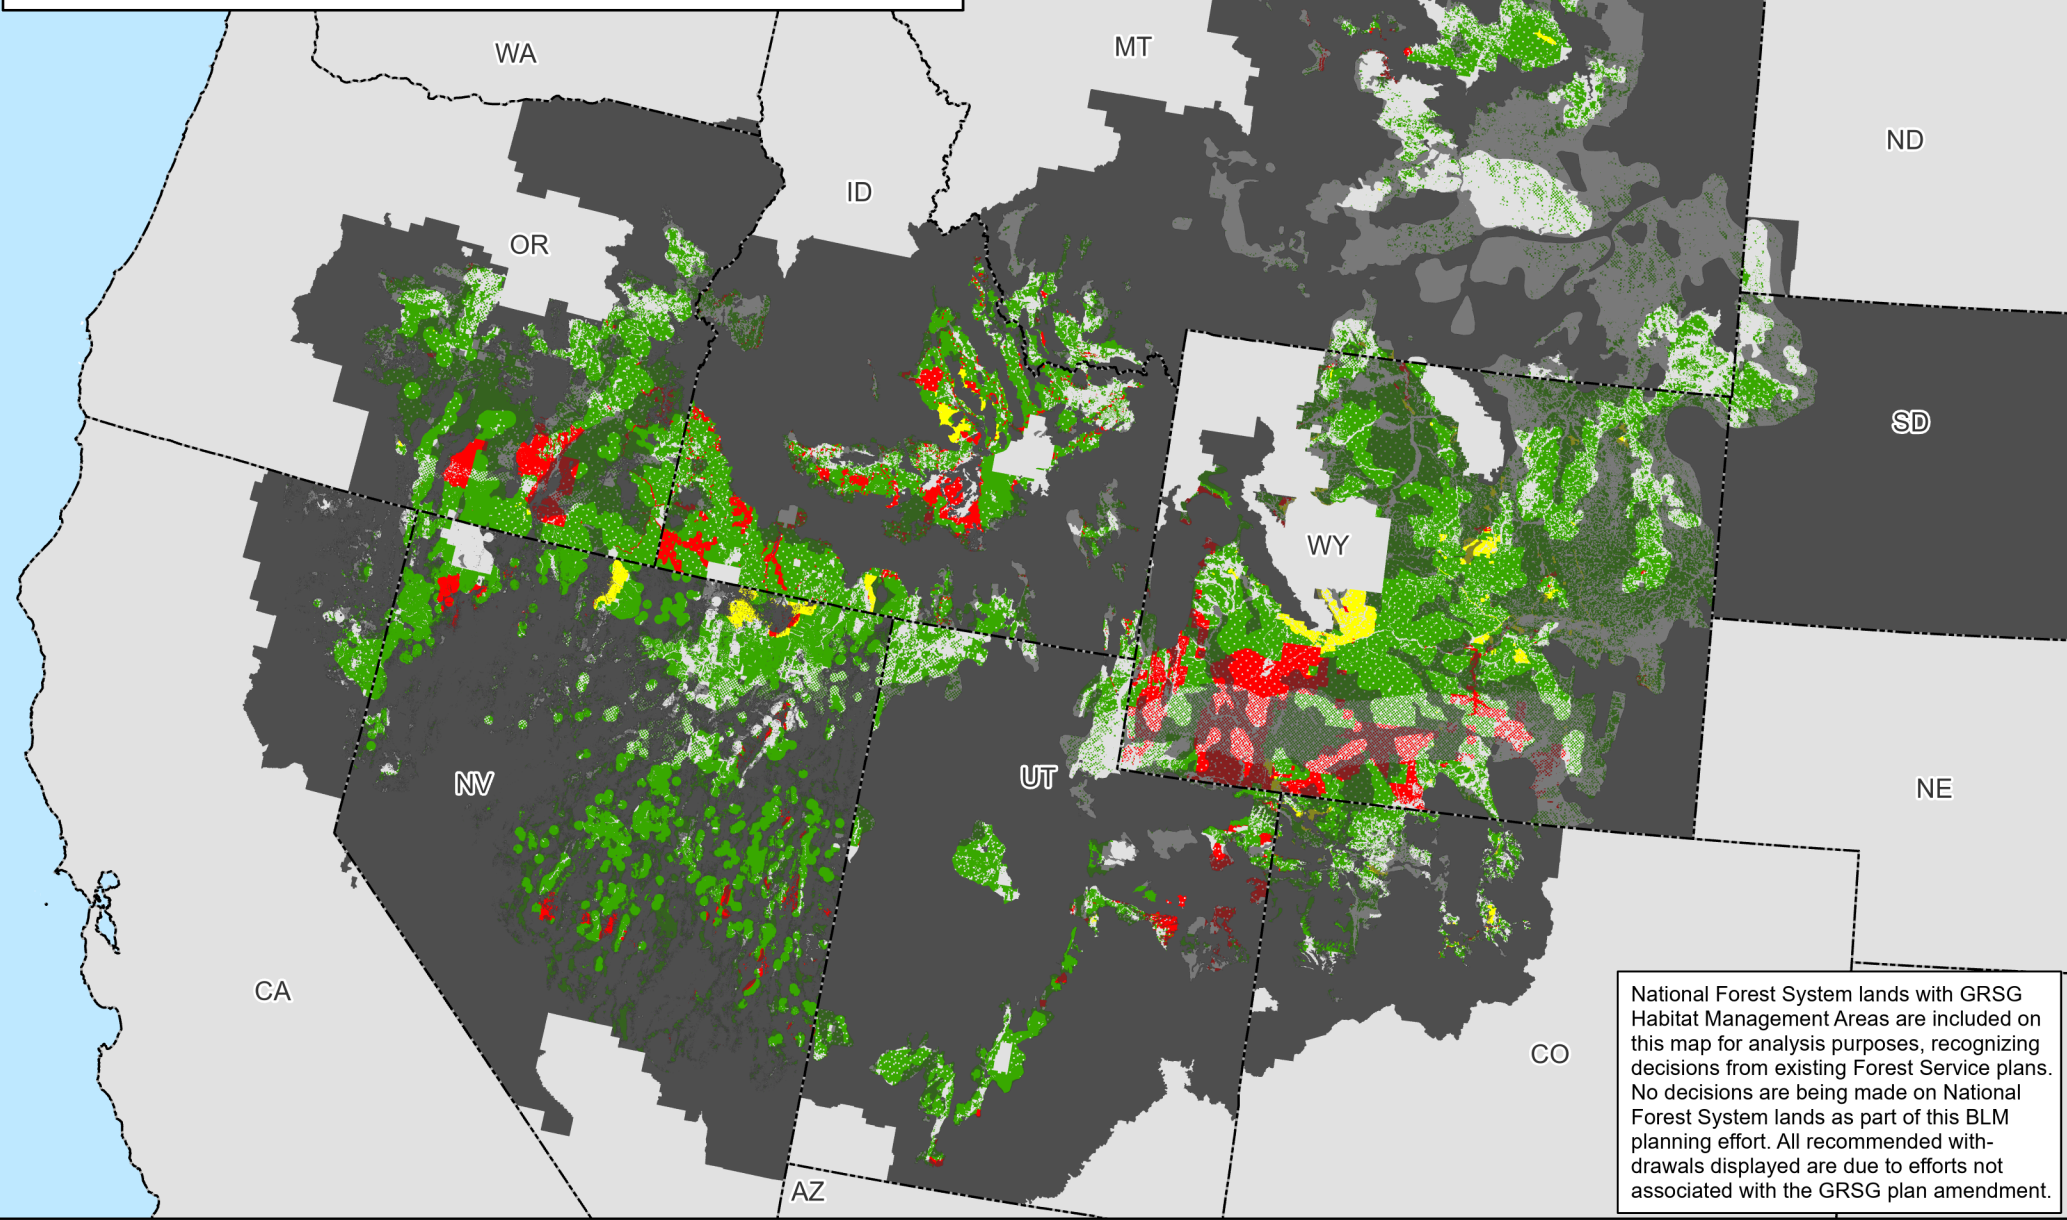 WA
MT
ND
ID
OR
SD
WY
NV
UT
NE
CA
CO
AZ
National Forest System lands with GRSG
Habitat Management Areas are included on
this map for analysis purposes, recognizing
decisions from existing Forest Service plans.
No decisions are being made on National
Forest System lands as part of this BLM
planning effort. All recommended with-
drawals displayed are due to efforts not
associated with the GRSG plan amendment.